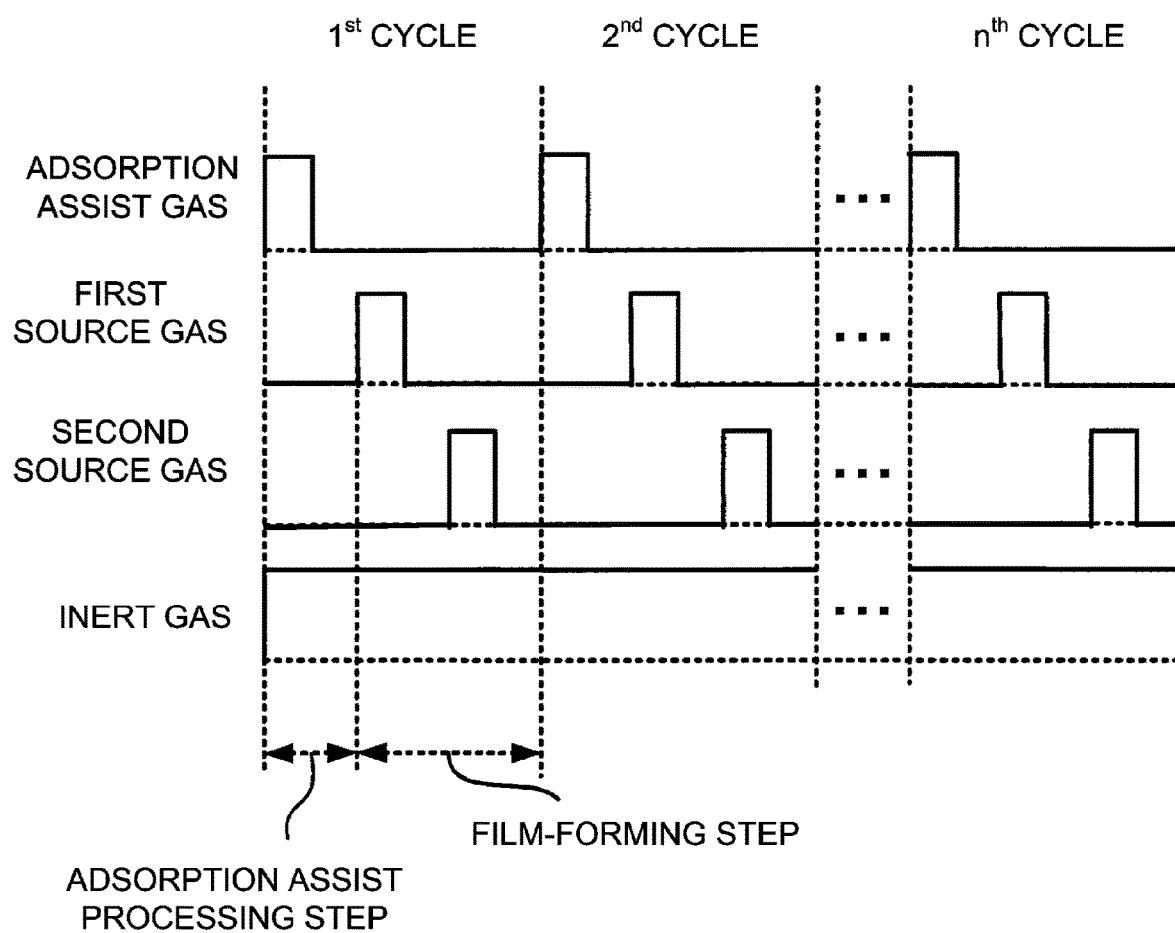 1st CYCLE
2nd CYCLE
nth CYCLE
ADSORPTION
ASSIST GAS
FIRST
SOURCE GAS
SECOND
SOURCE GAS
INERT GAS
FILM-FORMING STEP
ADSORPTION ASSIST
PROCESSING STEP